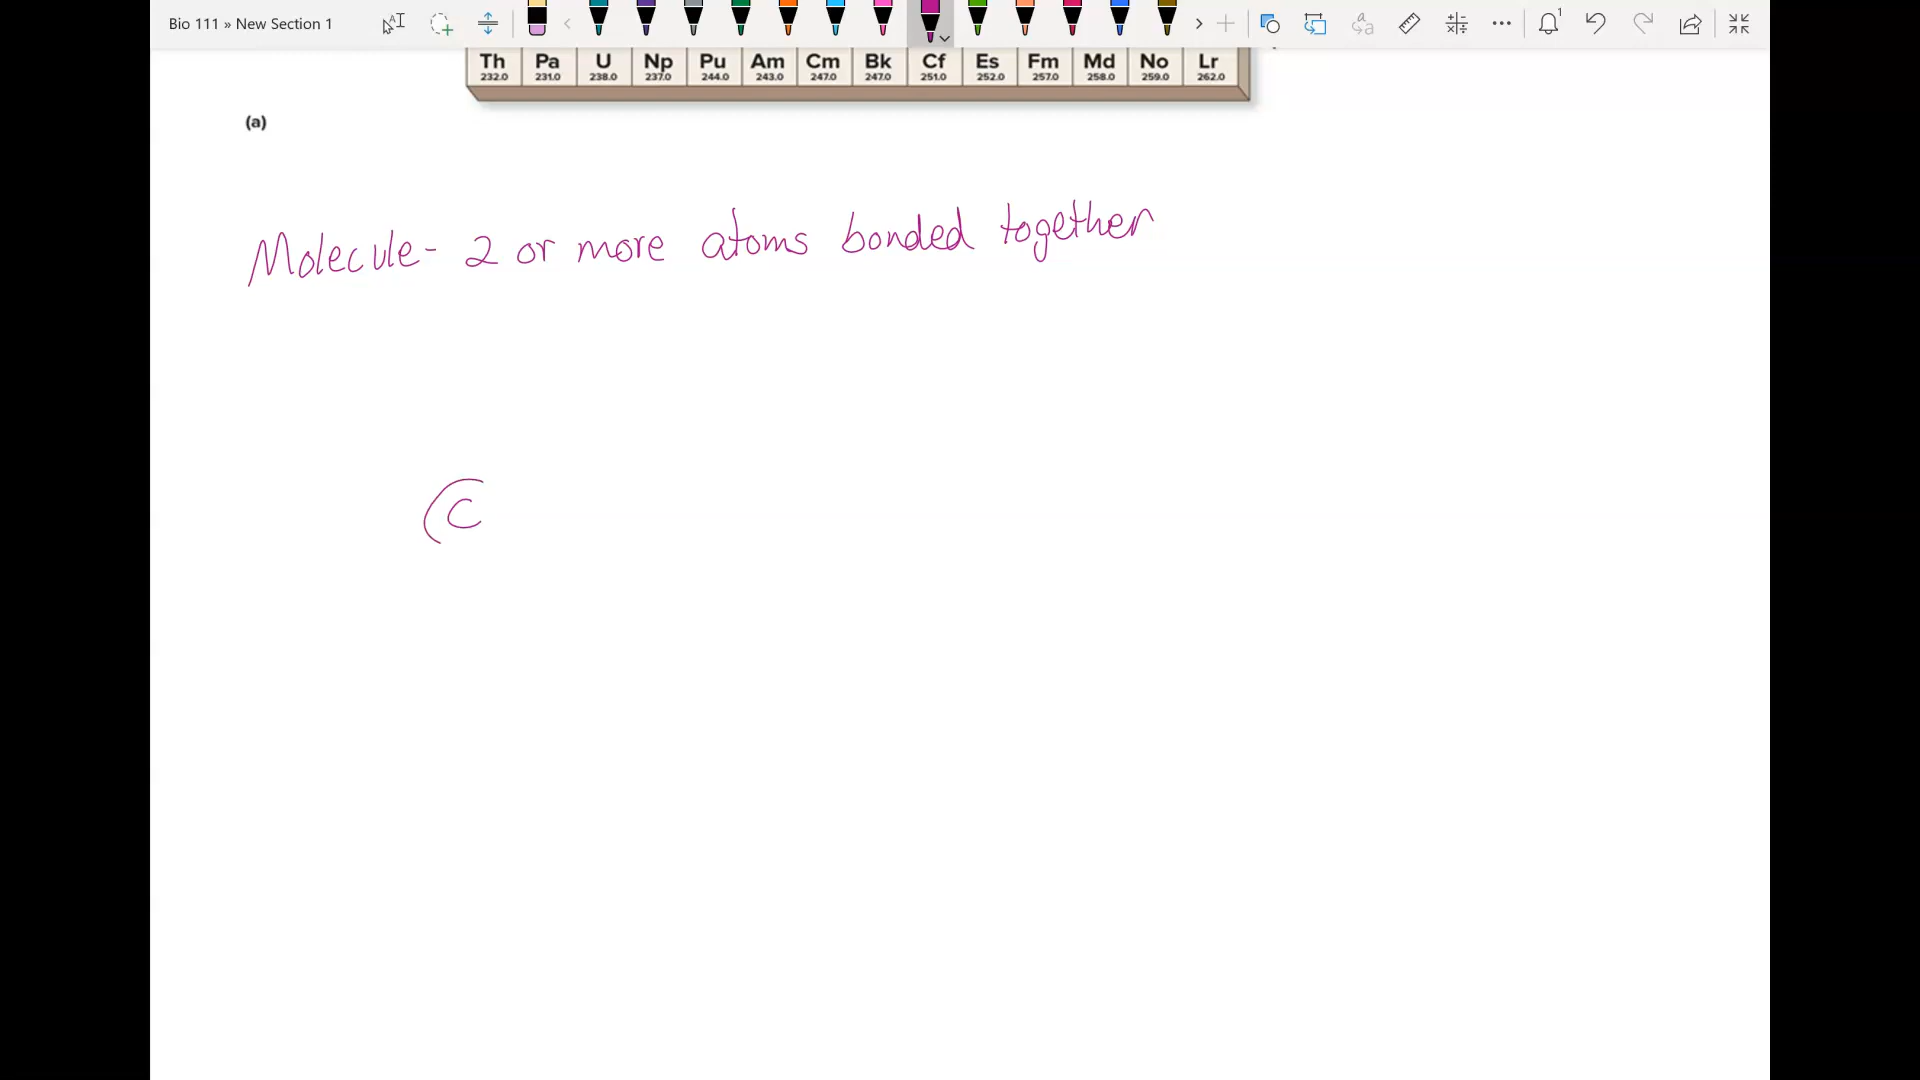 Bio 111 » New Section 1
Th Pa U Np Pu Am Cm Bk Cf Es Fm Md No Lr
232.0 231.0 238.0 237.0 244.0 243.0 247.0 247.0 251.0 252.0 257.0 258.0 259.0 262.0
(a)
Molecule- 2 or more atoms bonded together
(C